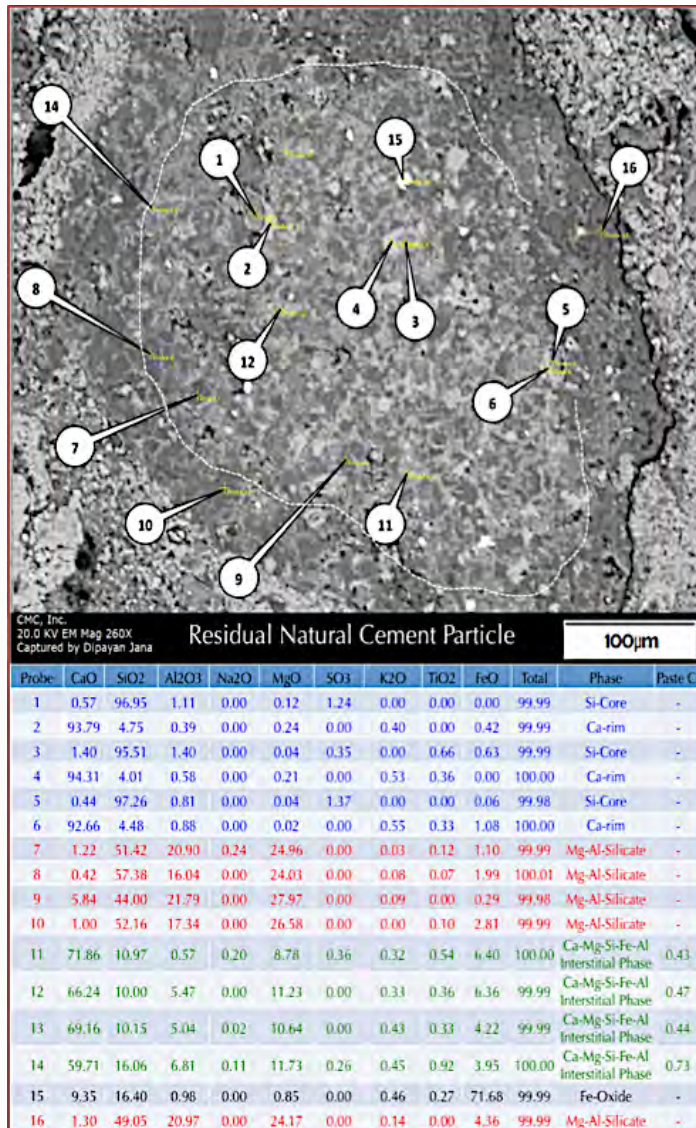 14
1
15
16
2
4
3
8
5
12
6
7
10
11
9
CMC, Inc.
20.0 KV EM Mag 260X
Captured by Dipayan Jana
Residual Natural Cement Particle
100μm
Probe CaO SiO2 Al2O3 Na2O MgO SO3 K2O TiO2 FeO Total Phase Paste C
1 0.57 96.95 1.11 0.00 0.12 1.24 0.00 0.00 0.00 99.99 Si-Core -
2 93.79 4.75 0.39 0.00 0.24 0.00 0.40 0.00 0.42 99.99 Ca-rim -
3 1.40 95.51 1.40 0.00 0.04 0.35 0.00 0.66 0.63 99.99 Si-Core -
4 94.31 4.01 0.58 0.00 0.21 0.00 0.53 0.36 0.00 100.00 Ca-rim -
5 0.44 97.26 0.81 0.00 0.04 1.37 0.00 0.00 0.06 99.98 Si-Core -
6 92.66 4.48 0.88 0.00 0.02 0.00 0.55 0.33 1.08 100.00 Ca-rim -
7 1.22 51.42 20.90 0.24 24.96 0.00 0.03 0.12 1.10 99.99 Mg-Al-Silicate -
8 0.42 57.38 16.04 0.00 24.03 0.00 0.08 0.07 1.99 100.01 Mg-Al-Silicate -
9 5.84 44.00 21.79 0.00 27.97 0.00 0.09 0.00 0.29 99.98 Mg-Al-Silicate -
10 1.00 52.16 17.34 0.00 26.58 0.00 0.00 0.10 2.81 99.99 Mg-Al-Silicate -
11 71.86 10.97 0.57 0.20 8.78 0.36 0.32 0.54 6.40 100.00 Ca-Mg-Si-Fe-Al Interstitial Phase 0.43
12 66.24 10.00 5.47 0.00 11.23 0.00 0.33 0.36 6.36 99.99 Ca-Mg-Si-Fe-Al Interstitial Phase 0.47
13 69.16 10.15 5.04 0.02 10.64 0.00 0.43 0.33 4.22 99.99 Ca-Mg-Si-Fe-Al Interstitial Phase 0.44
14 59.71 16.06 6.81 0.11 11.73 0.26 0.45 0.92 3.95 100.00 Ca-Mg-Si-Fe-Al Interstitial Phase 0.73
15 9.35 16.40 0.98 0.00 0.85 0.00 0.46 0.27 71.68 99.99 Fe-Oxide -
16 1.30 49.05 20.97 0.00 24.17 0.00 0.14 0.00 4.36 99.99 Mg-Al-Silicate -